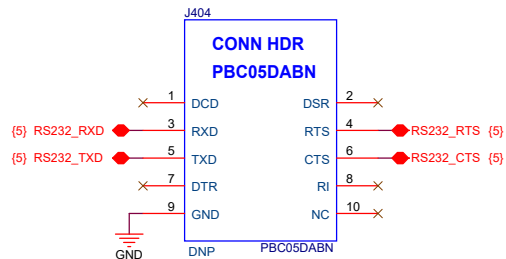 J404
CONN HDR
PBC05DABN
1 DCD DSR 2
{5} RS232_RXD 3 RXD RTS 4 RS232_RTS {5}
{5} RS232_TXD 5 TXD CTS 6 RS232_CTS {5}
7 DTR RI 8
9 GND NC 10
GND DNP PBC05DABN